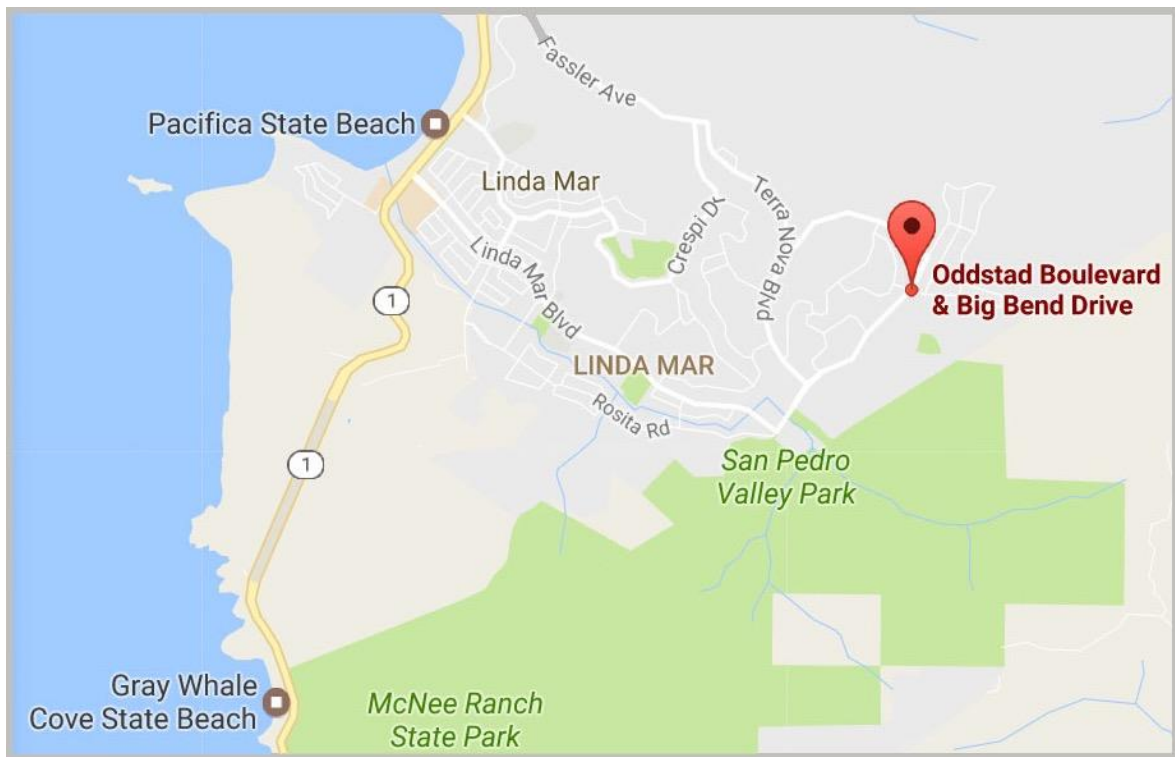 Fassler Ave
Pacifica State Beach
Linda Mar
Terra Nova Blvd
Crespi Dr
Linda Mar Blvd
Oddstad Boulevard
& Big Bend Drive
1
LINDA MAR
Rosita Rd
1
San Pedro
Valley Park
Gray Whale
Cove State Beach
McNee Ranch
State Park